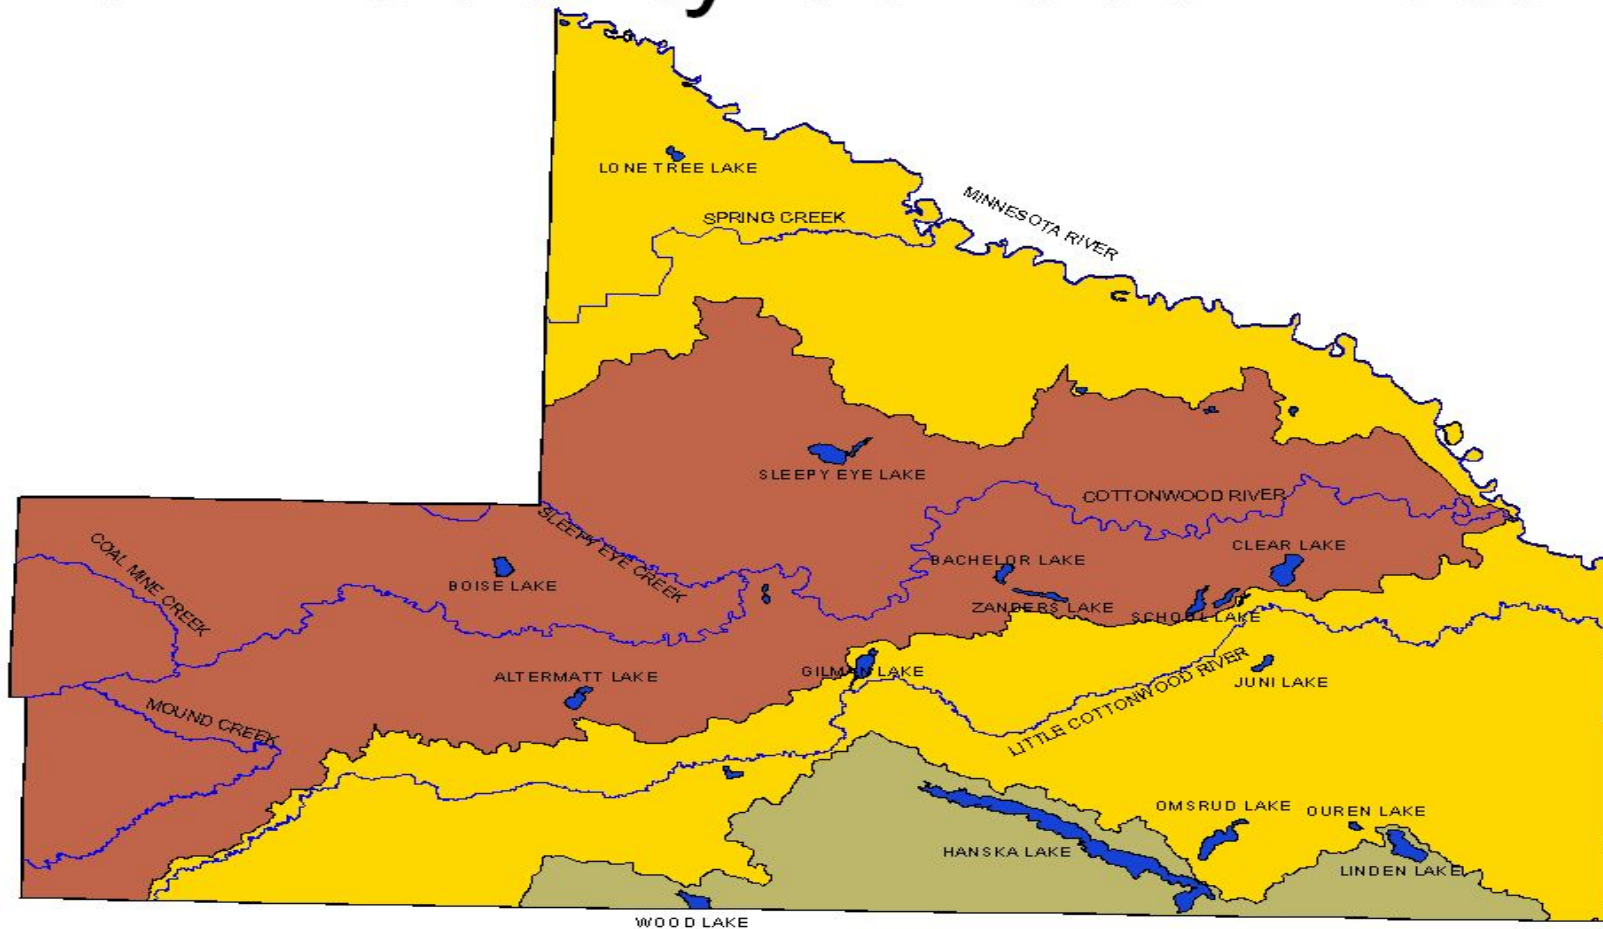 LONE TREE LAKE
SPRING CREEK
MINNESOTA RIVER
SLEEPY EYE LAKE
COTTONWOOD RIVER
SLEEPY EYE CREEK
COAL MINE CREEK
BOISE LAKE
BACHELOR LAKE
CLEAR LAKE
ZANDERS LAKE
SCHOOL LAKE
ALTERMATT LAKE
GILMAN LAKE
JUNI LAKE
MOUND CREEK
LITTLE COTTONWOOD RIVER
OMSRUD LAKE
OUREN LAKE
HANSKA LAKE
LINDEN LAKE
WOOD LAKE